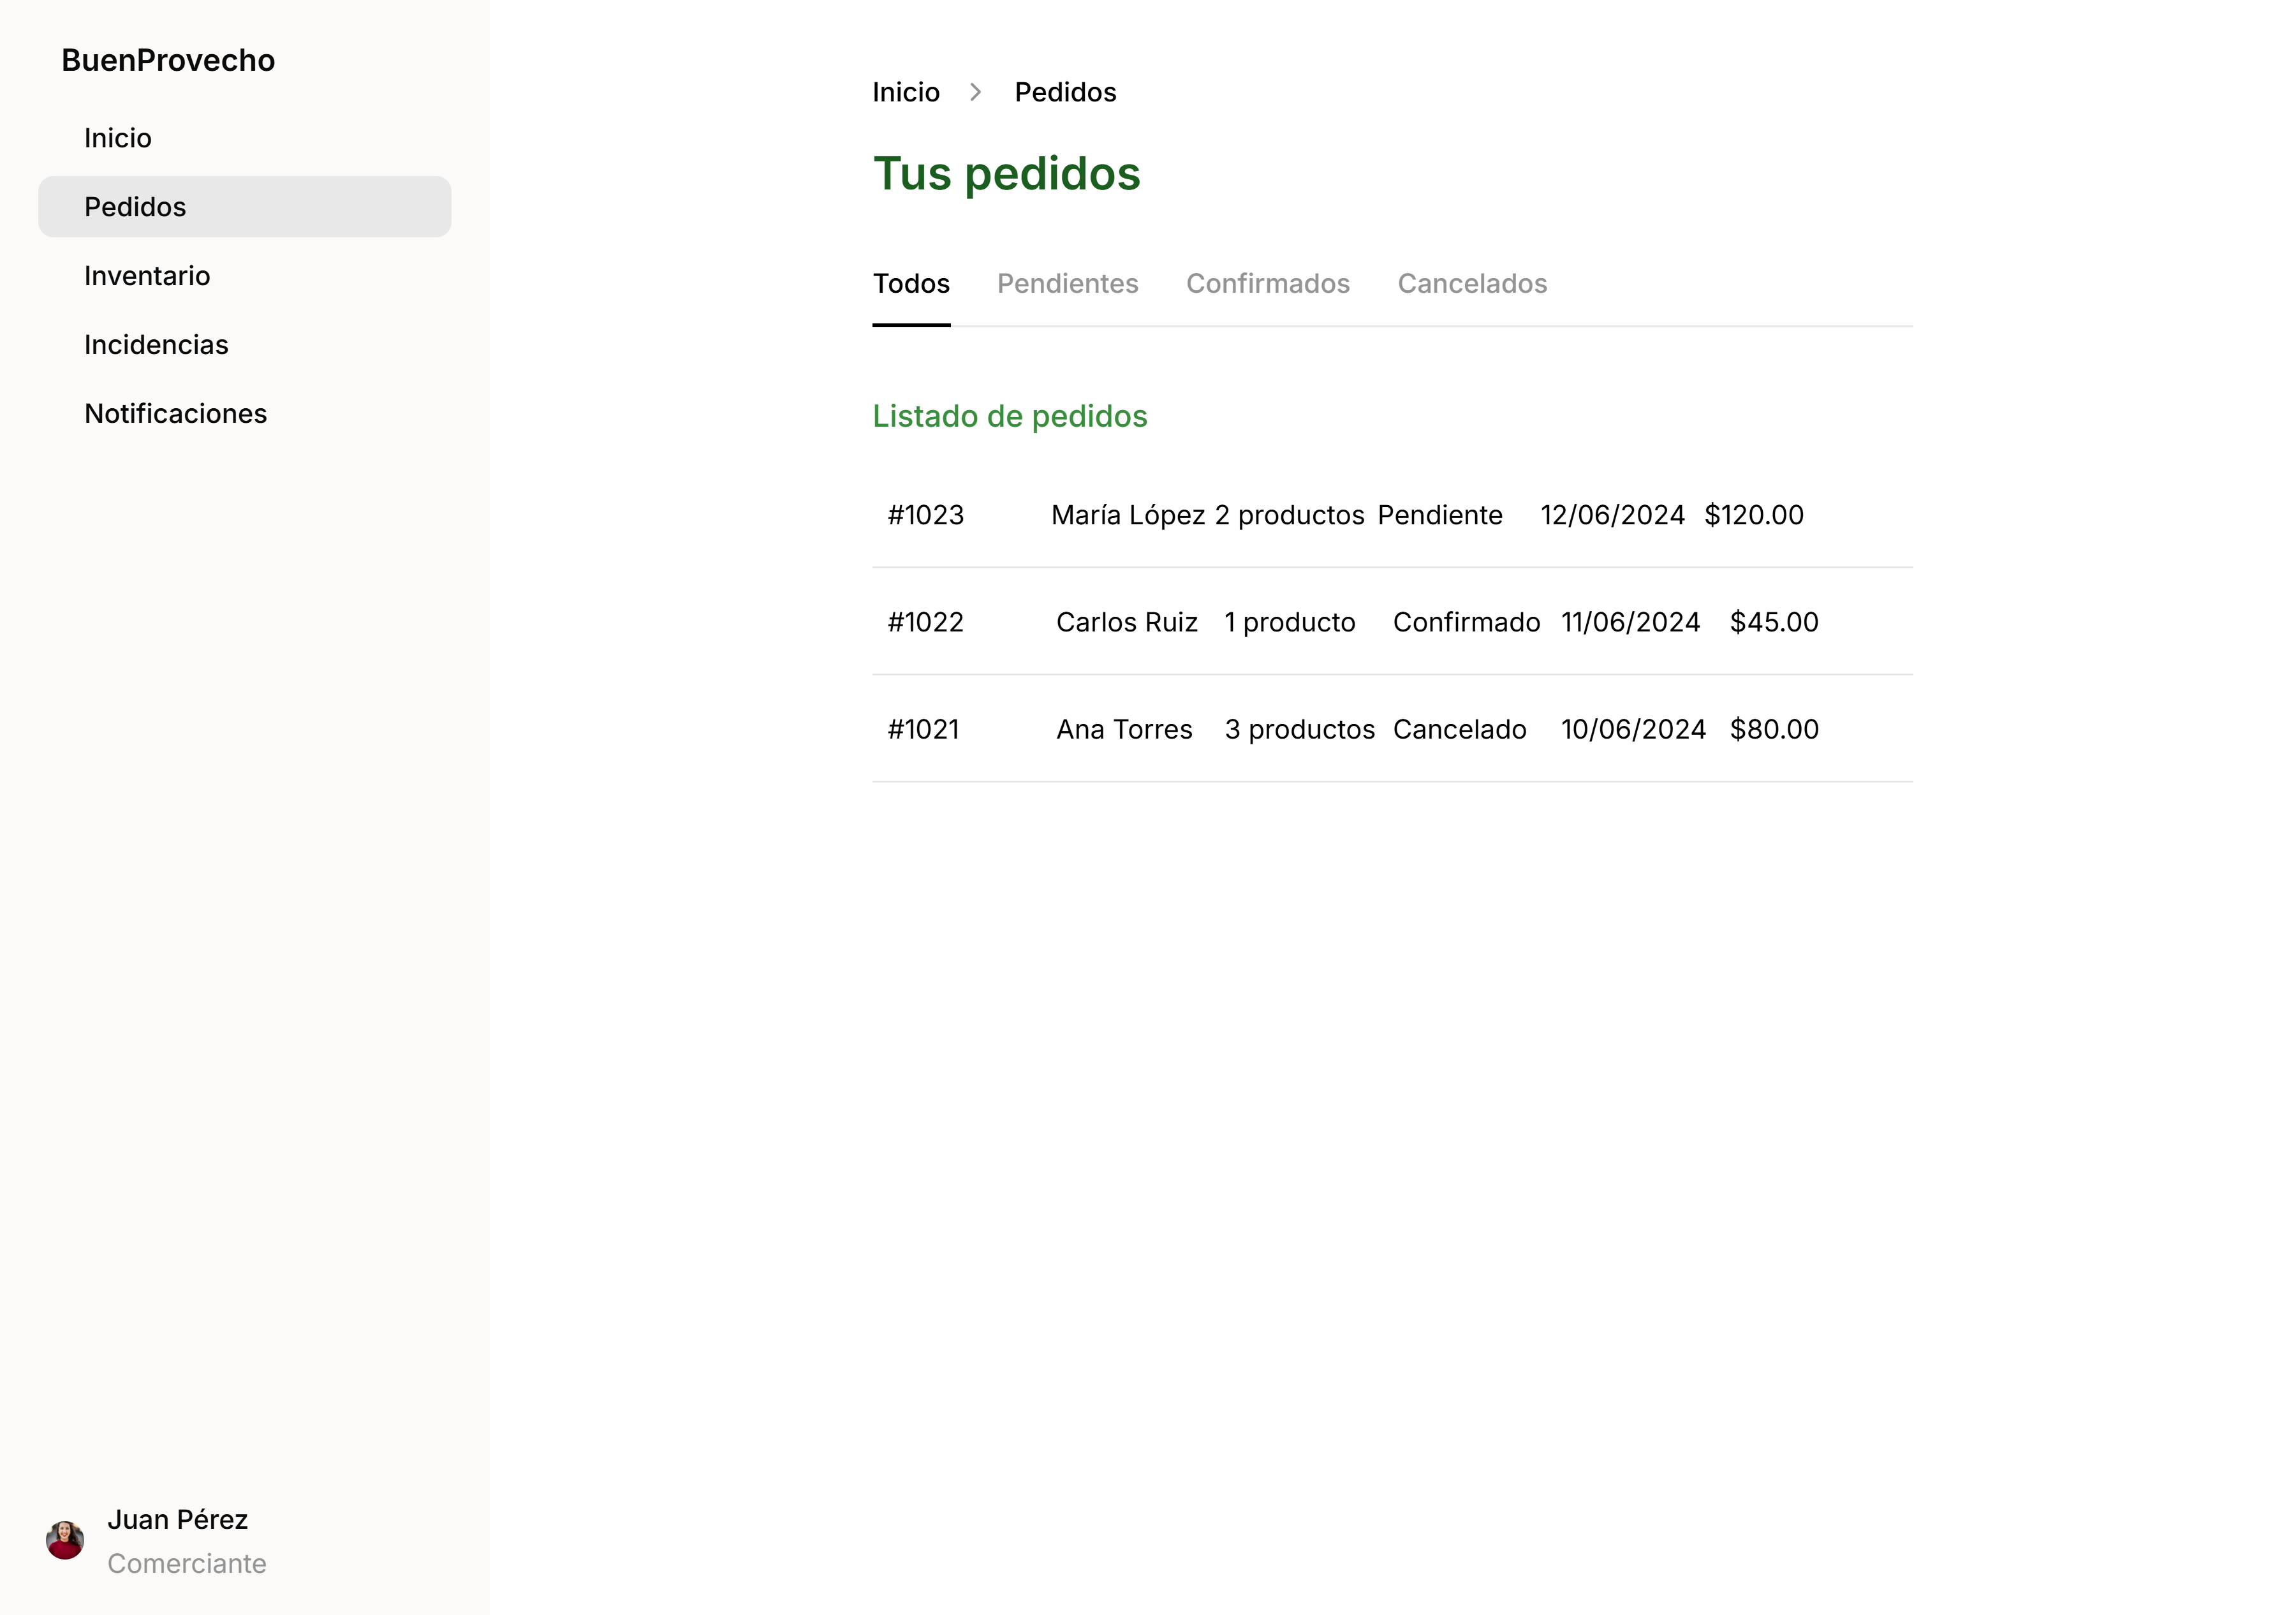 BuenProvecho
Inicio
Pedidos
Inventario
Incidencias
Notificaciones
Juan Pérez
Comerciante
Inicio > Pedidos
Tus pedidos
Todos Pendientes Confirmados Cancelados
Listado de pedidos
#1023 María López 2 productos Pendiente 12/06/2024 $120.00
#1022 Carlos Ruiz 1 producto Confirmado 11/06/2024 $45.00
#1021 Ana Torres 3 productos Cancelado 10/06/2024 $80.00